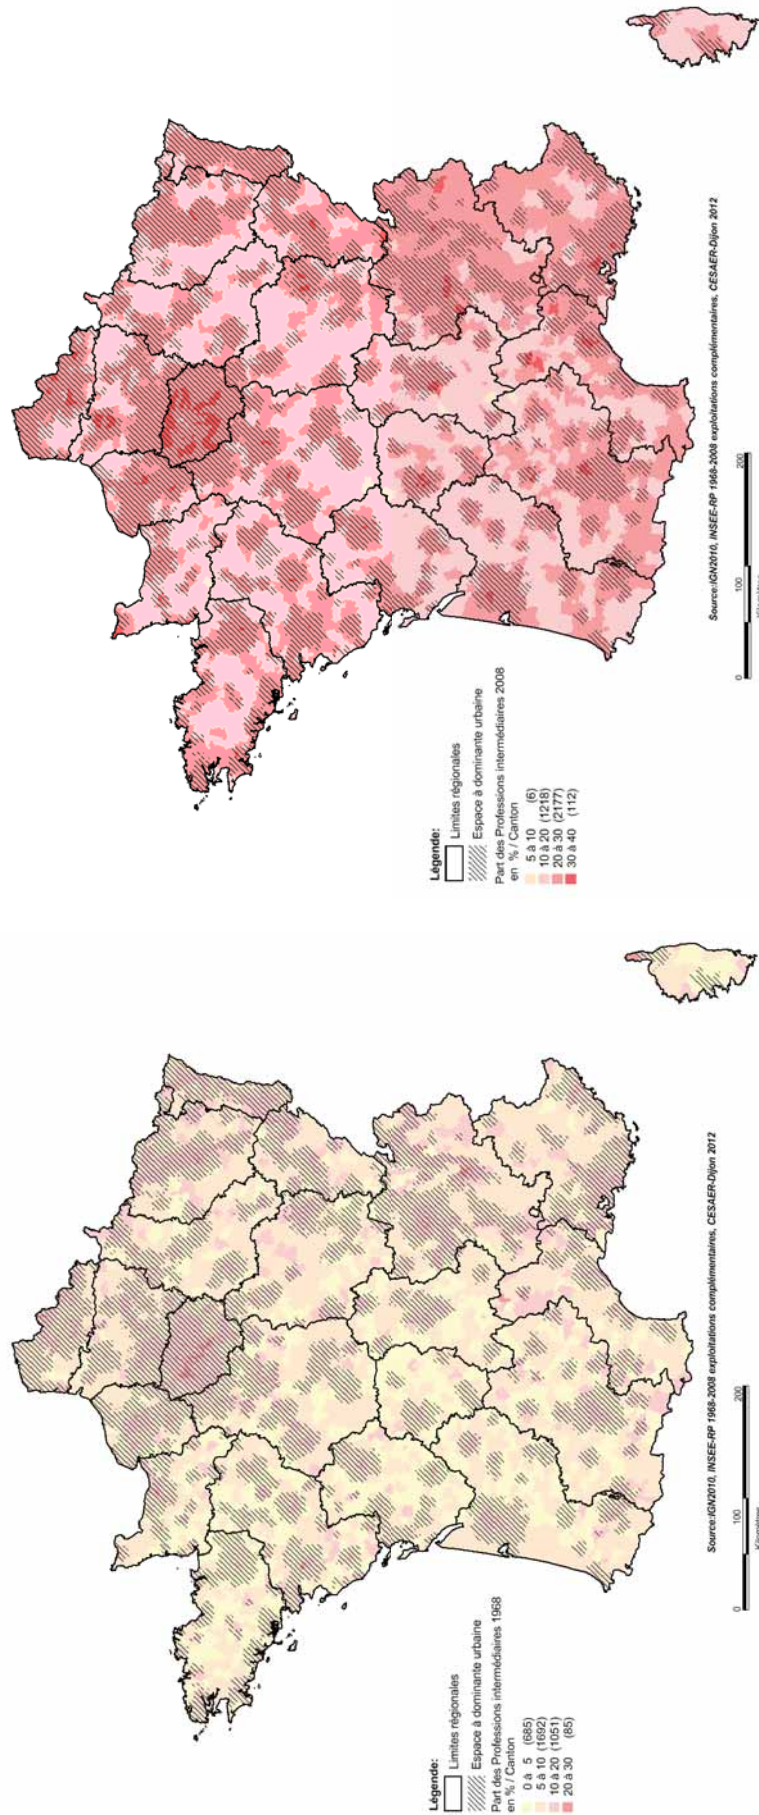 Légende:
Limites régionales
Espace à dominante urbaine
Part des Professions intermédiaires 1968
en % / Canton
0 à 5 (685)
5 à 10 (1692)
10 à 20 (1051)
20 à 30 (85)
0 100 200
Kilomètres
Source:IGN2010, INSEE-RP 1968-2008 exploitations complémentaires, CESAER-Dijon 2012
Légende:
Limites régionales
Espace à dominante urbaine
Part des Professions intermédiaires 2008
en % / Canton
5 à 10 (6)
10 à 20 (1218)
20 à 30 (2177)
30 à 40 (112)
0 100 200
Kilomètres
Source:IGN2010, INSEE-RP 1968-2008 exploitations complémentaires, CESAER-Dijon 2012